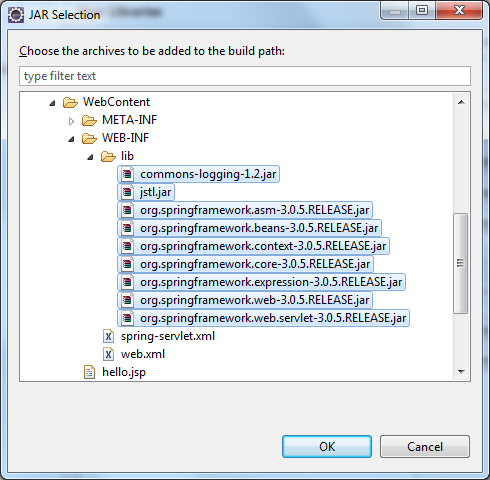 JAR Selection
Choose the archives to be added to the build path:
type filter text
WebContent
META-INF
WEB-INF
lib
commons-logging-1.2.jar
jstl.jar
org.springframework.asm-3.0.5.RELEASE.jar
org.springframework.beans-3.0.5.RELEASE.jar
org.springframework.context-3.0.5.RELEASE.jar
org.springframework.core-3.0.5.RELEASE.jar
org.springframework.expression-3.0.5.RELEASE.jar
org.springframework.web-3.0.5.RELEASE.jar
org.springframework.web.servlet-3.0.5.RELEASE.jar
spring-servlet.xml
web.xml
hello.jsp
OK
Cancel